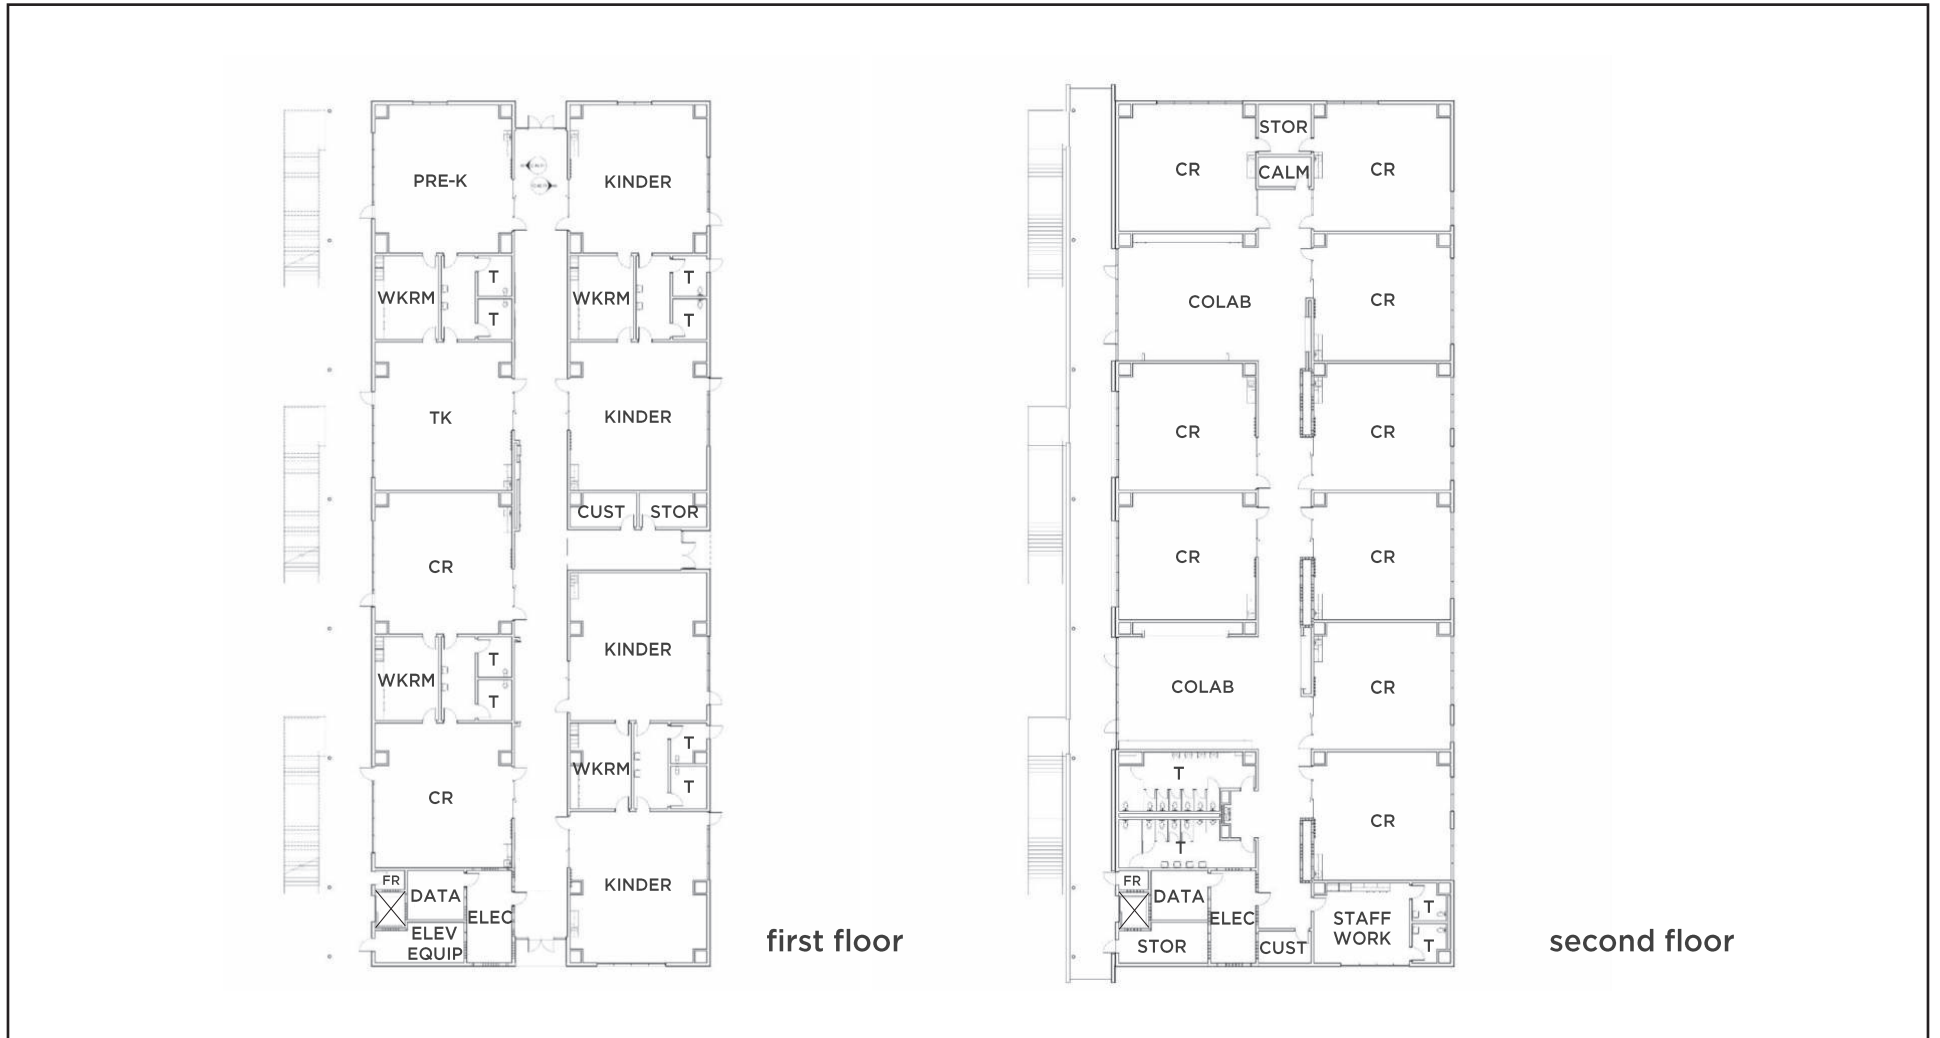 PRE-K
KINDER
WKRM
T
T
WKRM
T
T
TK
KINDER
CUST
STOR
CR
KINDER
WKRM
T
T
WKRM
T
T
CR
KINDER
FR
DATA
ELEC
ELEV
EQUIP
first floor
CR
STOR
CALM
CR
COLAB
CR
CR
CR
CR
CR
COLAB
CR
T
T
CR
FR
DATA
ELEC
STOR
CUST
STAFF
WORK
T
T
second floor